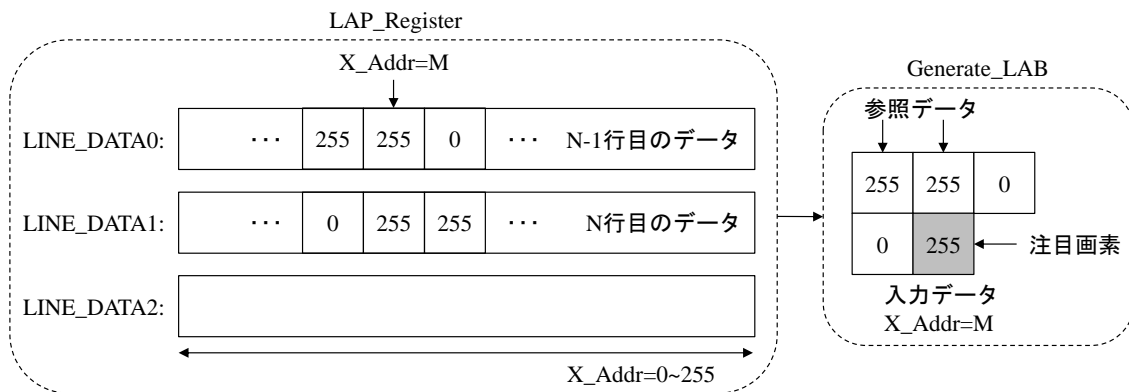 LAP_Register
X_Addr=M
LINE_DATA0: ･･･ 255 255 0 ･･･ N-1行目のデータ
LINE_DATA1: ･･･ 0 255 255 ･･･ N行目のデータ
LINE_DATA2:
X_Addr=0~255
Generate_LAB
参照データ
255 255 0
0 255 注目画素
入力データ
X_Addr=M